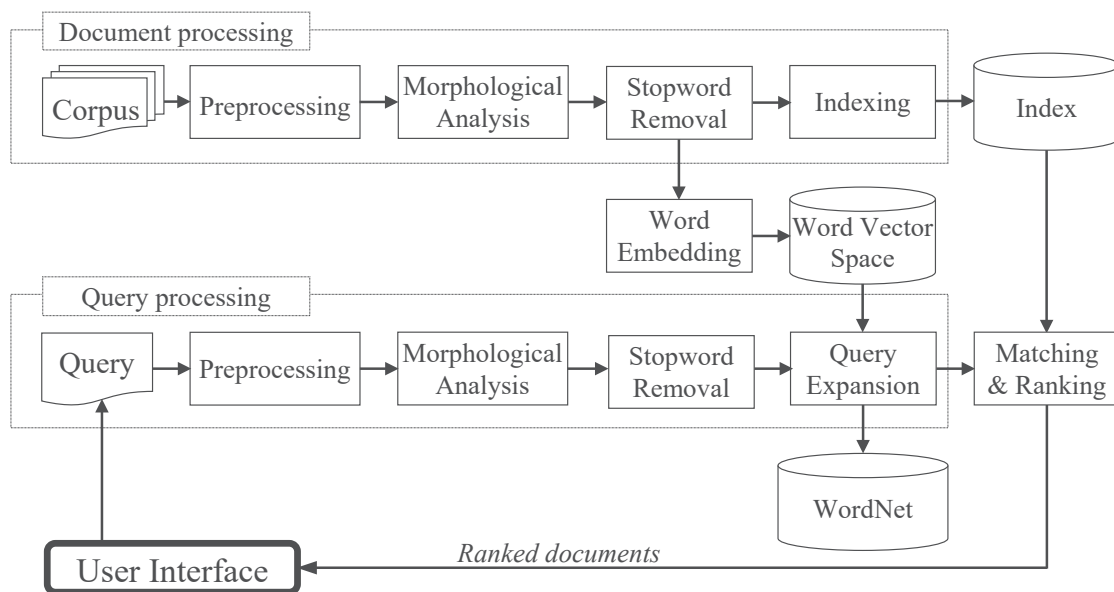 Document processing
Corpus
Preprocessing
Morphological
Analysis
Stopword
Removal
Indexing
Index
Word
Embedding
Word Vector
Space
Query processing
Query
Preprocessing
Morphological
Analysis
Stopword
Removal
Query
Expansion
Matching
& Ranking
WordNet
Ranked documents
User Interface